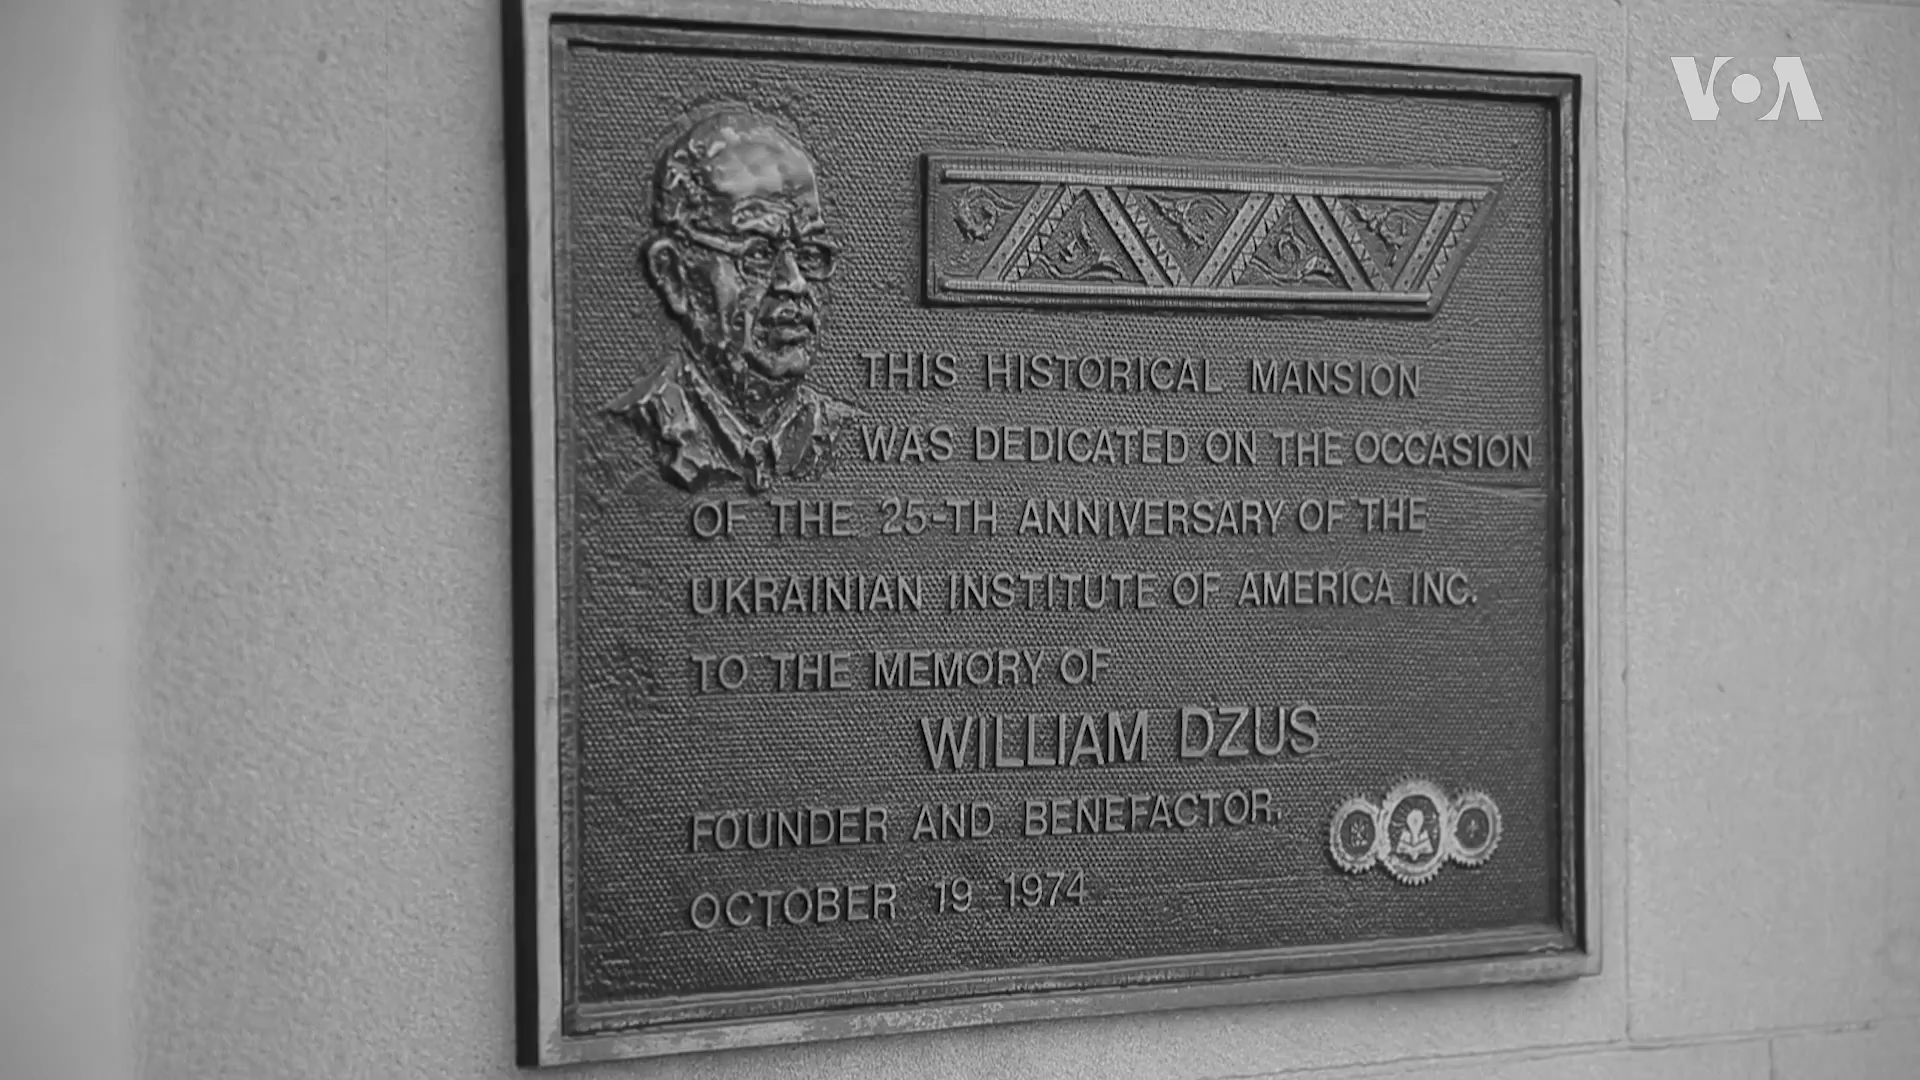 VOA
THIS HISTORICAL MANSION
WAS DEDICATED ON THE OCCASION
OF THE 25-TH ANNIVERSARY OF THE
UKRAINIAN INSTITUTE OF AMERICA INC.
TO THE MEMORY OF
WILLIAM DZUS
FOUNDER AND BENEFACTOR,
OCTOBER 19 1974